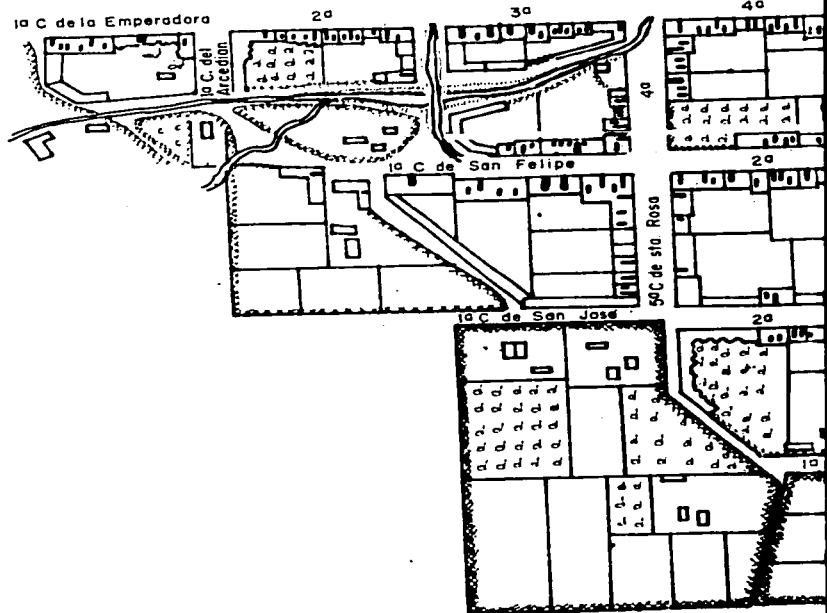 1ª C de la Emperadora
2ª
3ª
4ª
1ª C. del
Arcedian
4ª
1ª C de San Felipe
2ª
5ª C de sta. Rosa
1ª C de San José
2ª
1ª